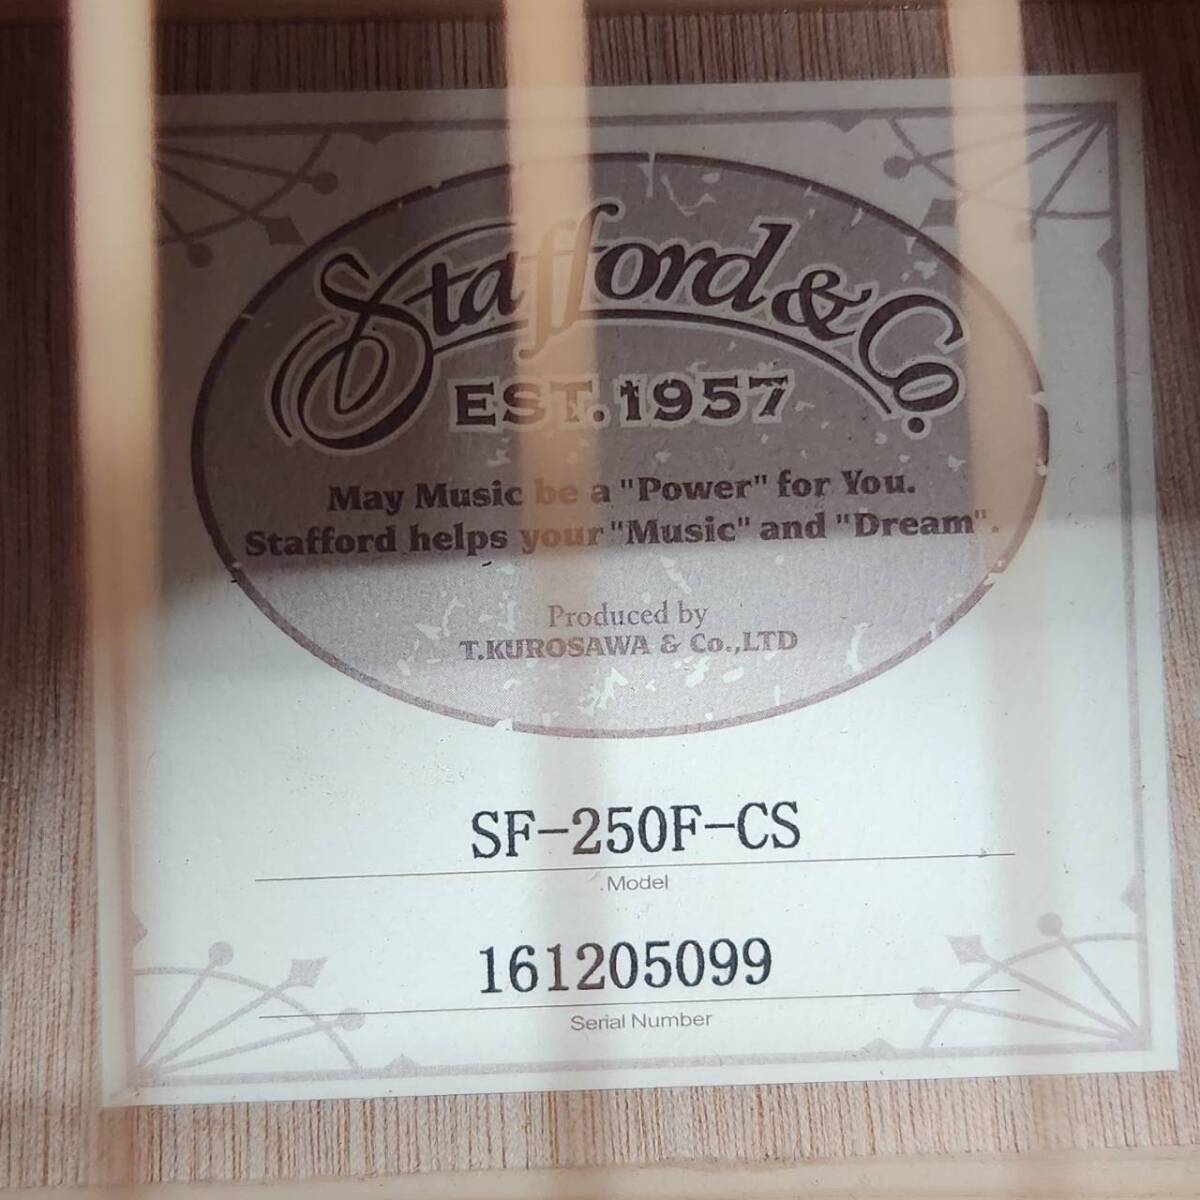 Stafford & Co.
EST. 1957
May Music be a "Power" for You.
Stafford helps your "Music" and "Dream".
Produced by
T.KUROSAWA & Co.,LTD
SF-250F-CS
Model
161205099
Serial Number